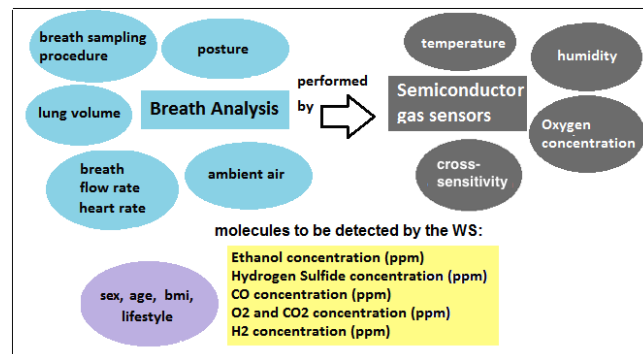 breath sampling
procedure
posture
lung volume
Breath Analysis
breath
flow rate
heart rate
ambient air
performed
by
temperature
humidity
Semiconductor
gas sensors
Oxygen
concentration
cross-
sensitivity
molecules to be detected by the WS:
sex, age, bmi,
lifestyle
Ethanol concentration (ppm)
Hydrogen Sulfide concentration (ppm)
CO concentration (ppm)
O2 and CO2 concentration (ppm)
H2 concentration (ppm)